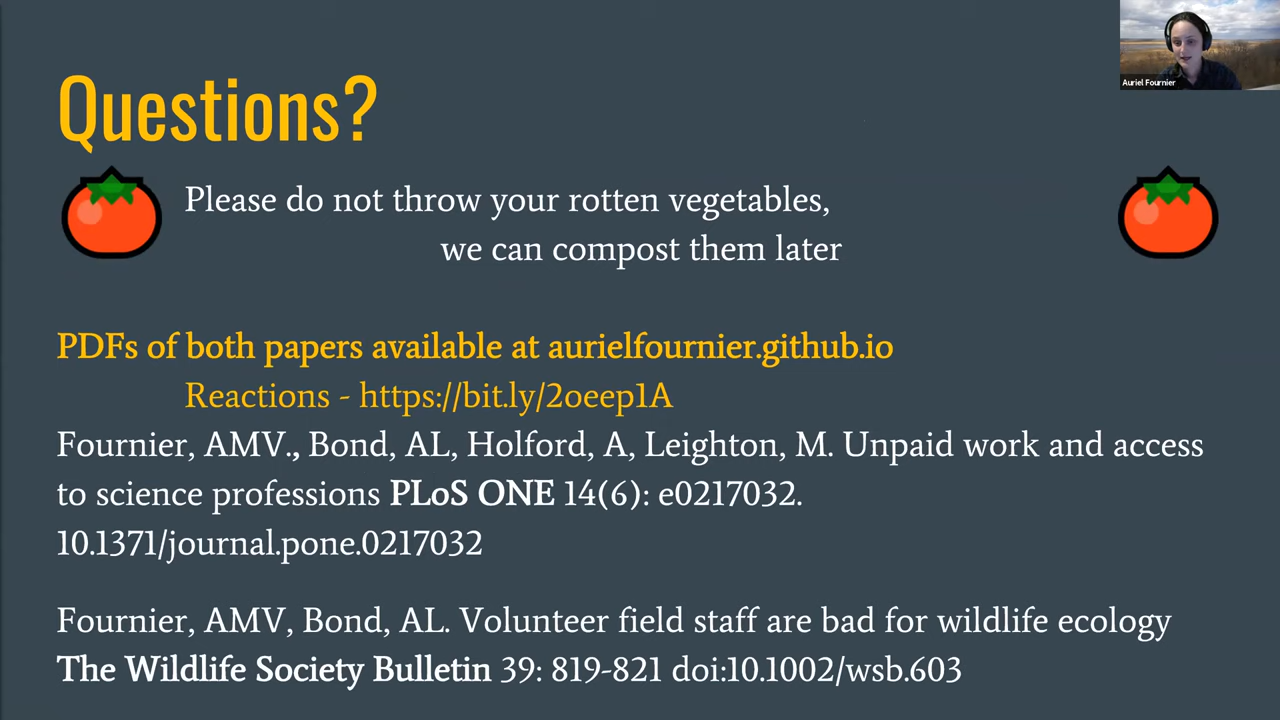 Auriel Fournier
Questions?
Please do not throw your rotten vegetables,
we can compost them later
PDFs of both papers available at aurielfournier.github.io
Reactions - https://bit.ly/2oeep1A
Fournier, AMV., Bond, AL, Holford, A, Leighton, M. Unpaid work and access
to science professions PLoS ONE 14(6): e0217032.
10.1371/journal.pone.0217032
Fournier, AMV, Bond, AL. Volunteer field staff are bad for wildlife ecology
The Wildlife Society Bulletin 39: 819-821 doi:10.1002/wsb.603